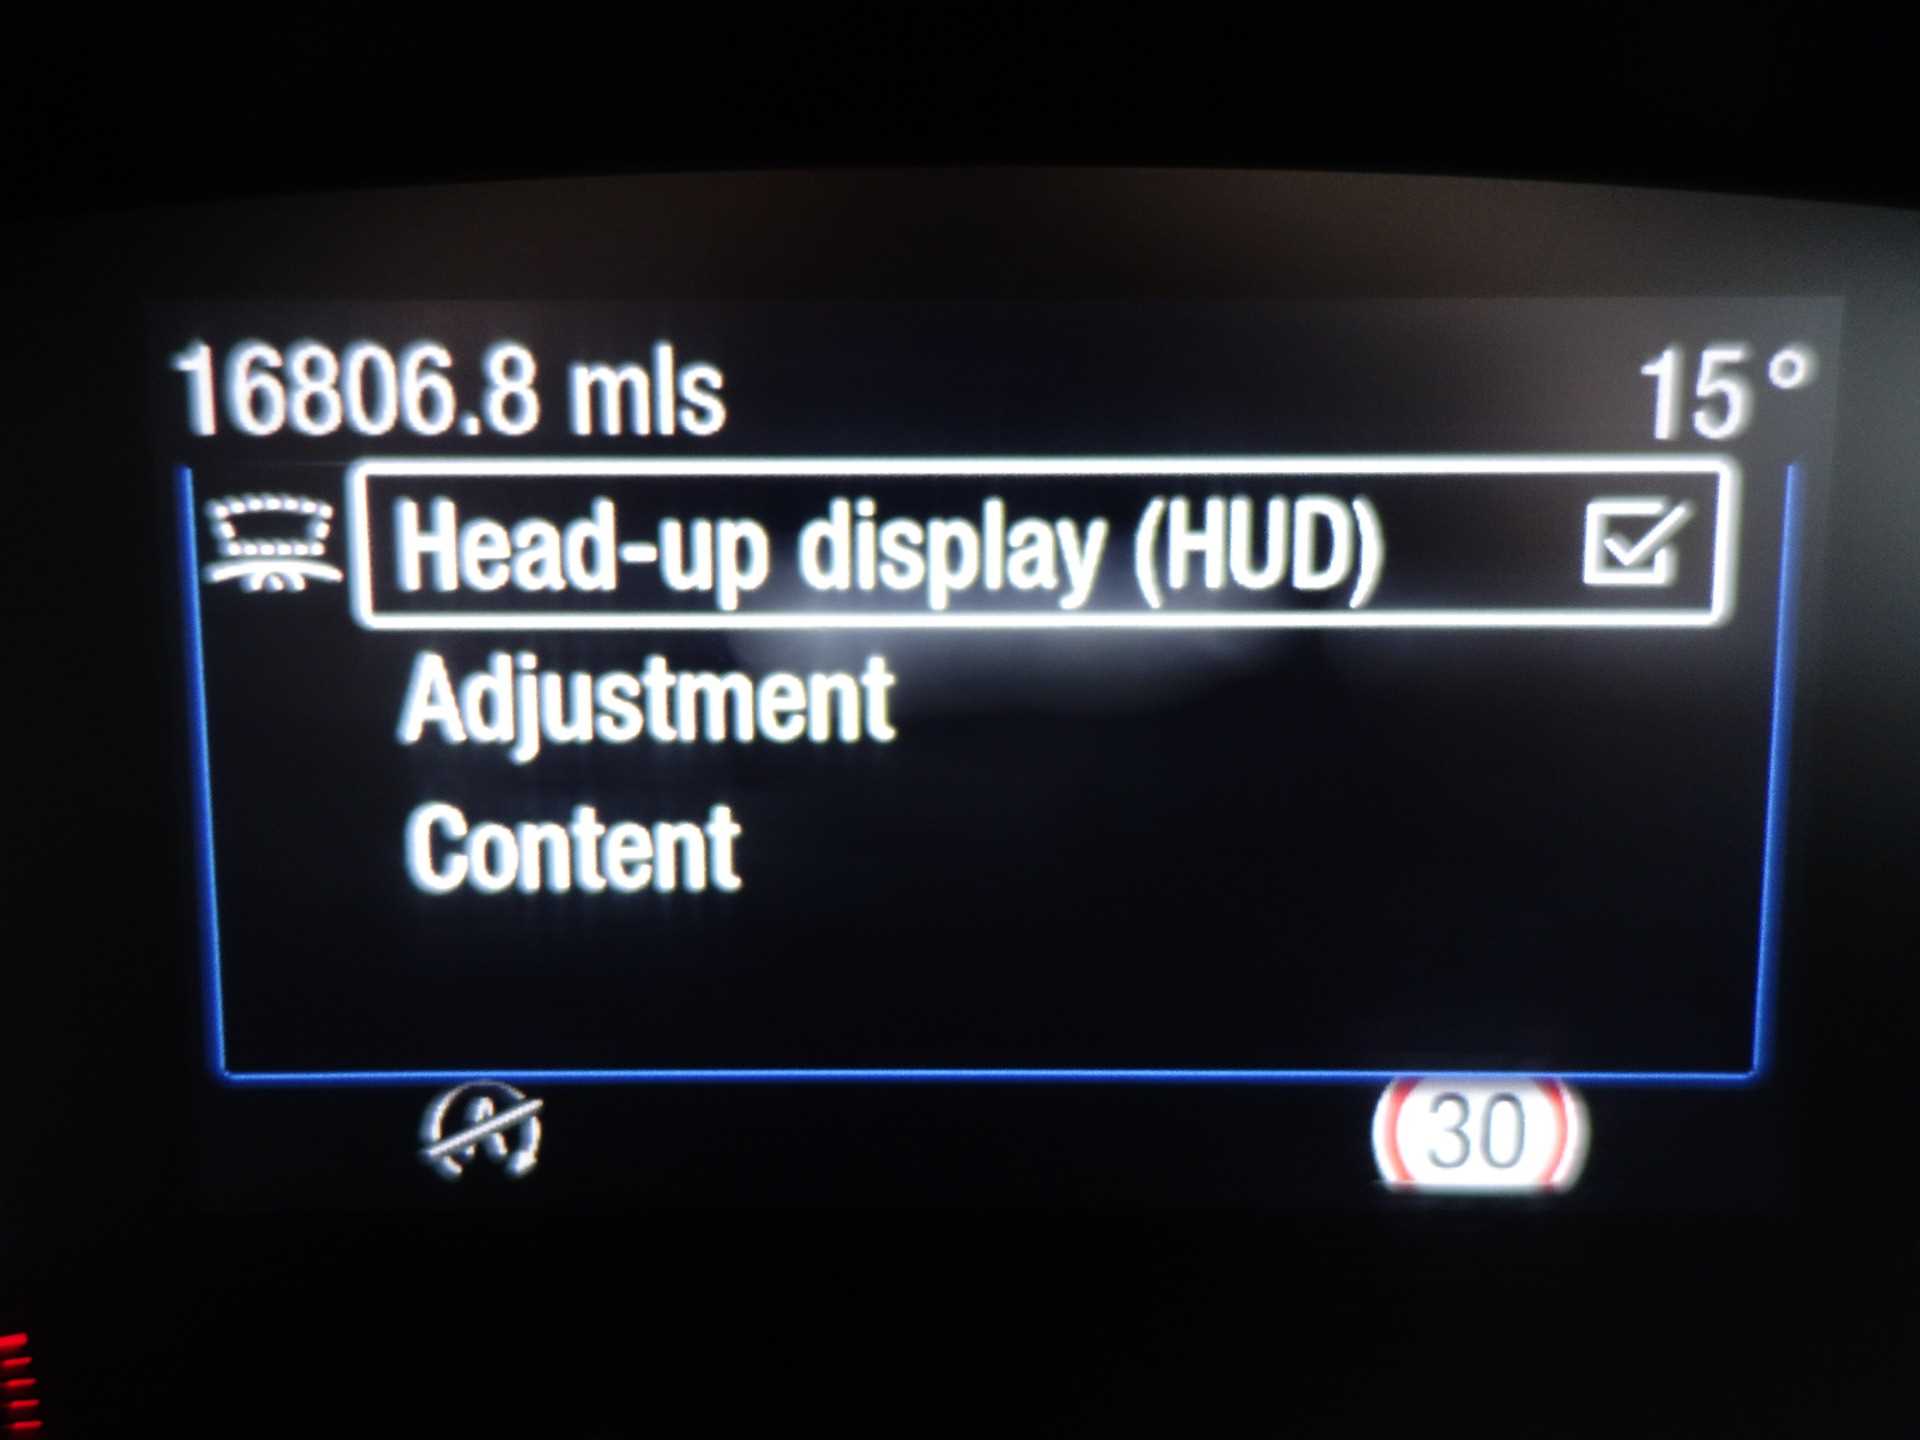 16806.8 mls 15°
Head-up display (HUD)
Adjustment
Content
A 30